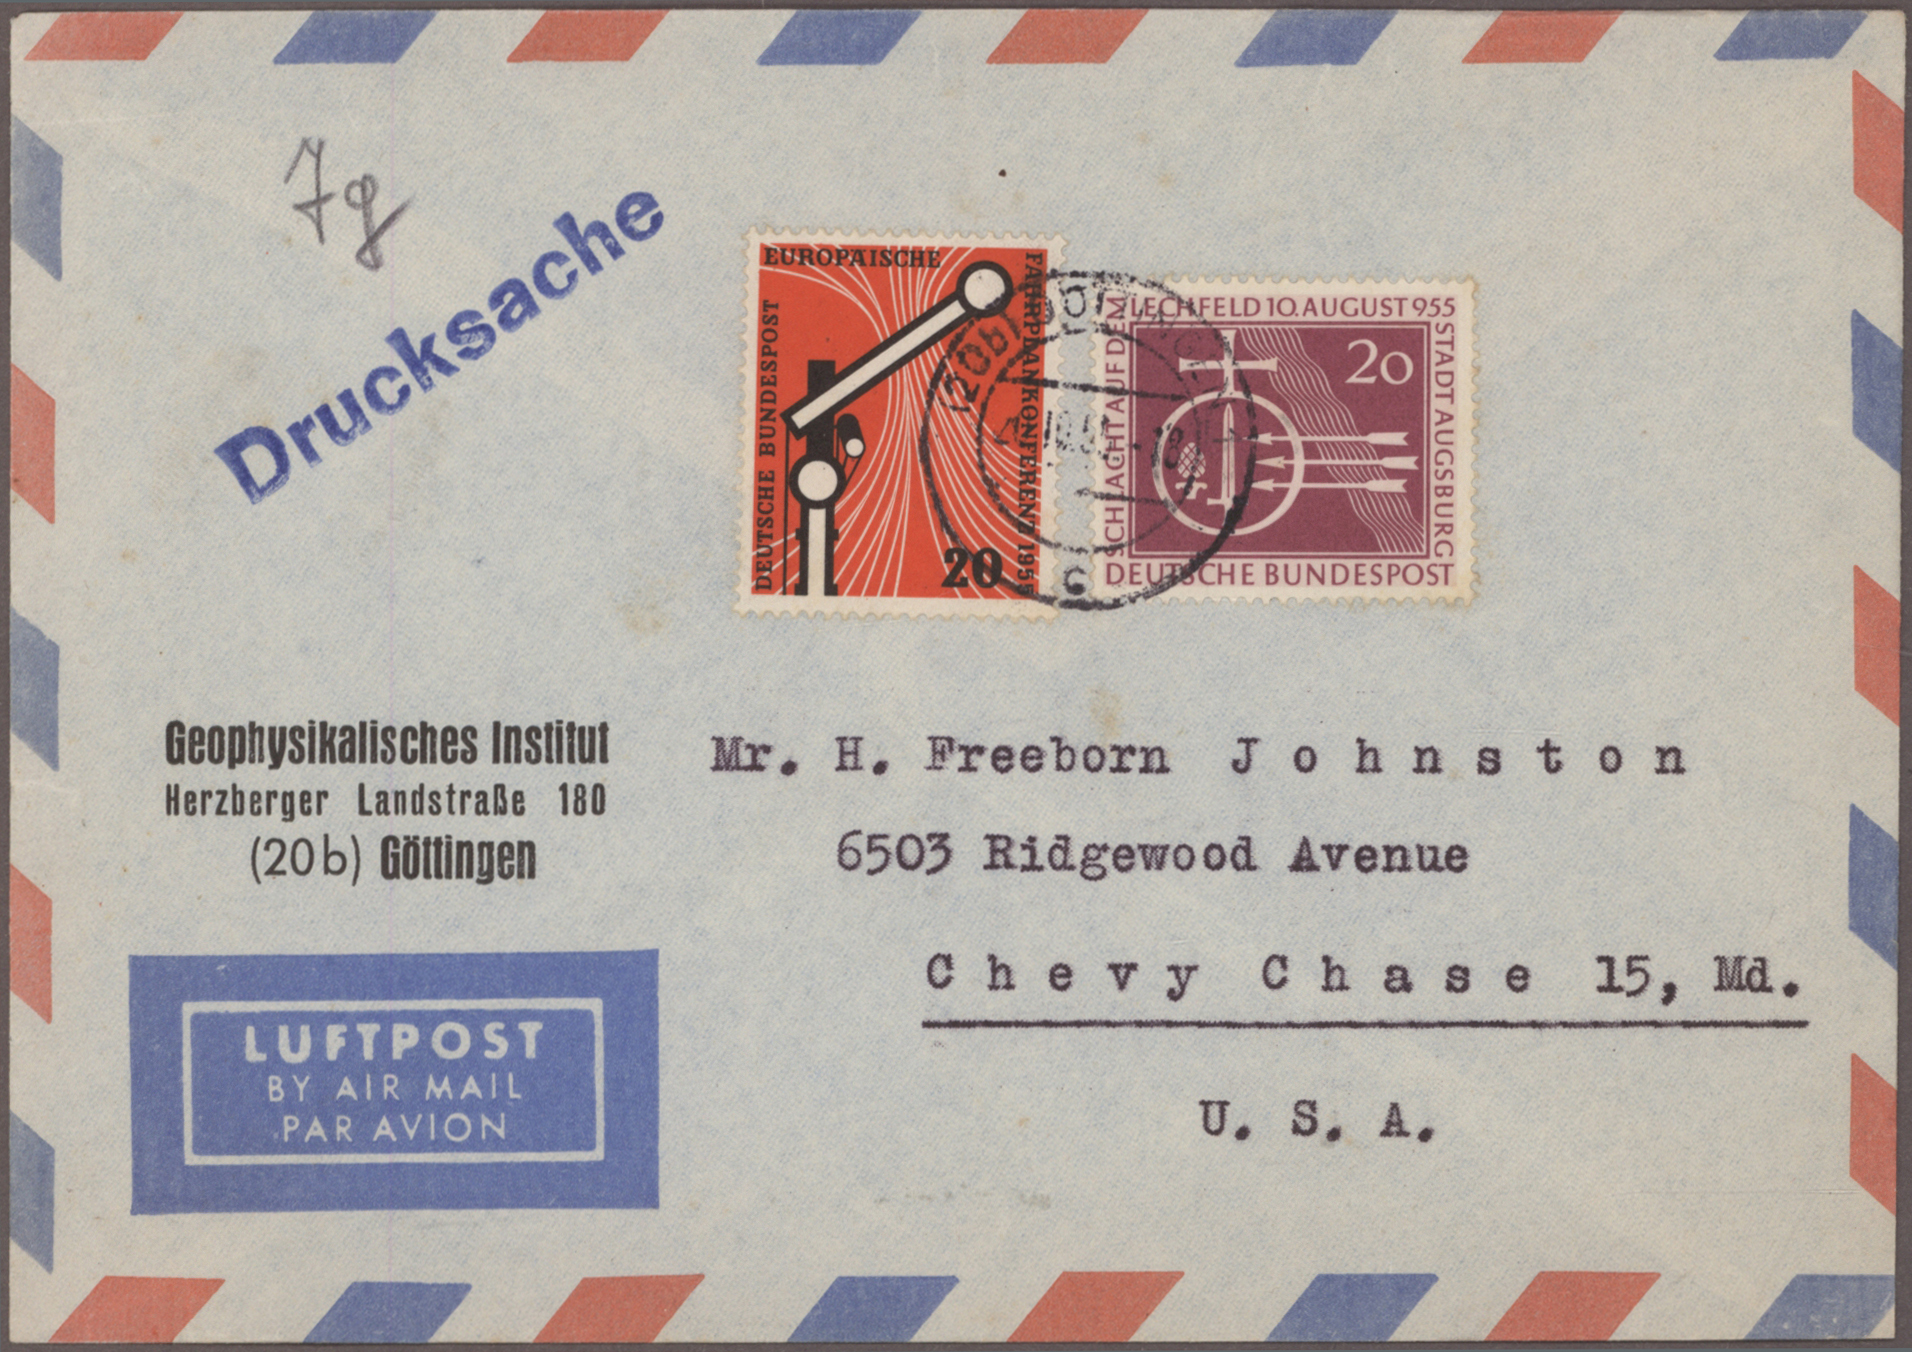 7g
Drucksache
EUROPÄISCHE
FAHRPLANKONFERENZ 1955
DEUTSCHE BUNDESPOST
20
SCHLACHT AUF DEM
LECHFELD 10. AUGUST 955
STADT AUGSBURG
20
DEUTSCHE BUNDESPOST
(20b) GÖTTINGEN
c
Geophysikalisches Institut
Herzberger Landstraße 180
(20b) Göttingen
Mr. H. Freeborn Johnston
6503 Ridgewood Avenue
Chevy Chase 15, Md.
U. S. A.
LUFTPOST
BY AIR MAIL
PAR AVION